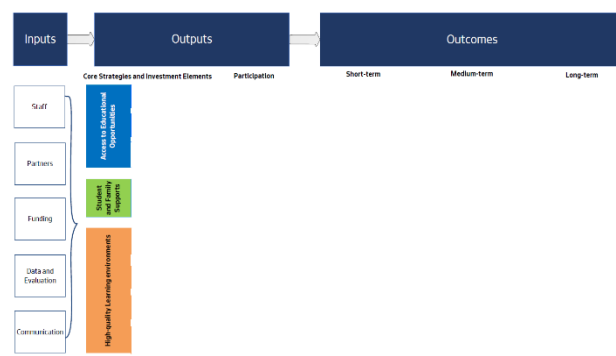 Inputs
Outputs
Outcomes
Core Strategies and Investment Elements
Participation
Short-term
Medium-term
Long-term
Staff
Partners
Funding
Data and
Evaluation
Communication
Access to Educational
Opportunities
Student
and Family
Supports
High-quality Learning environments